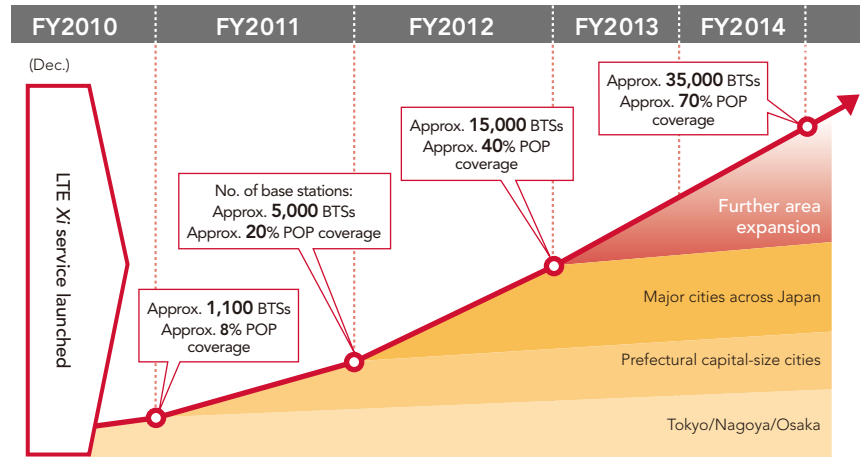 FY2010 FY2011 FY2012 FY2013 FY2014
(Dec.)
LTE Xi service launched
Approx. 1,100 BTSs
Approx. 8% POP
coverage
No. of base stations:
Approx. 5,000 BTSs
Approx. 20% POP coverage
Approx. 15,000 BTSs
Approx. 40% POP
coverage
Approx. 35,000 BTSs
Approx. 70% POP
coverage
Further area
expansion
Major cities across Japan
Prefectural capital-size cities
Tokyo/Nagoya/Osaka